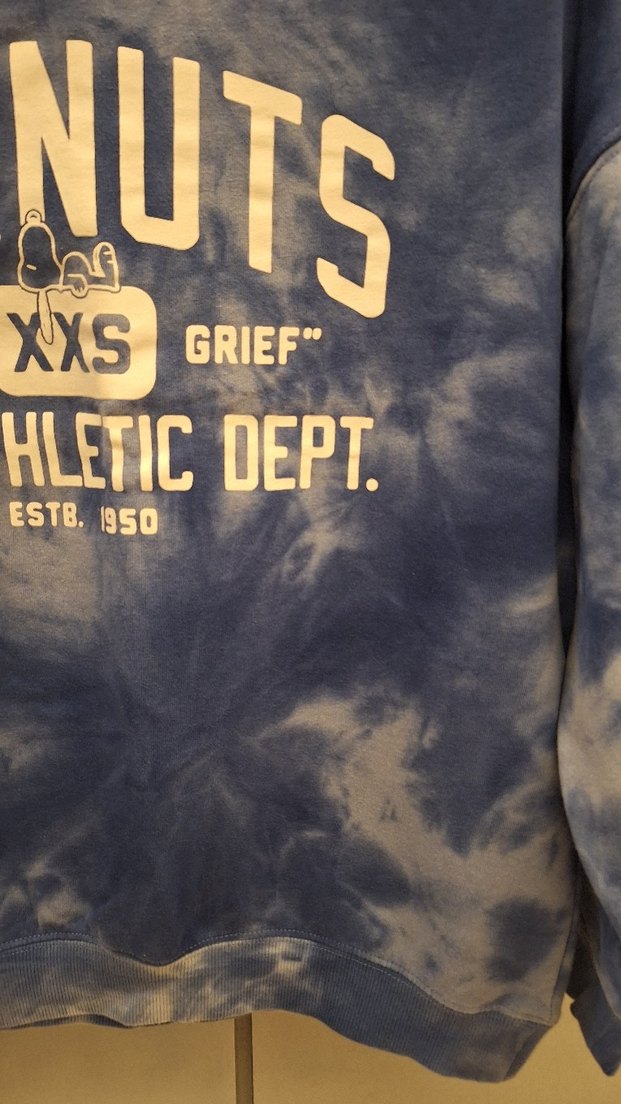 NUTS
XXS GRIEF”
HLETIC DEPT.
ESTB. 1950